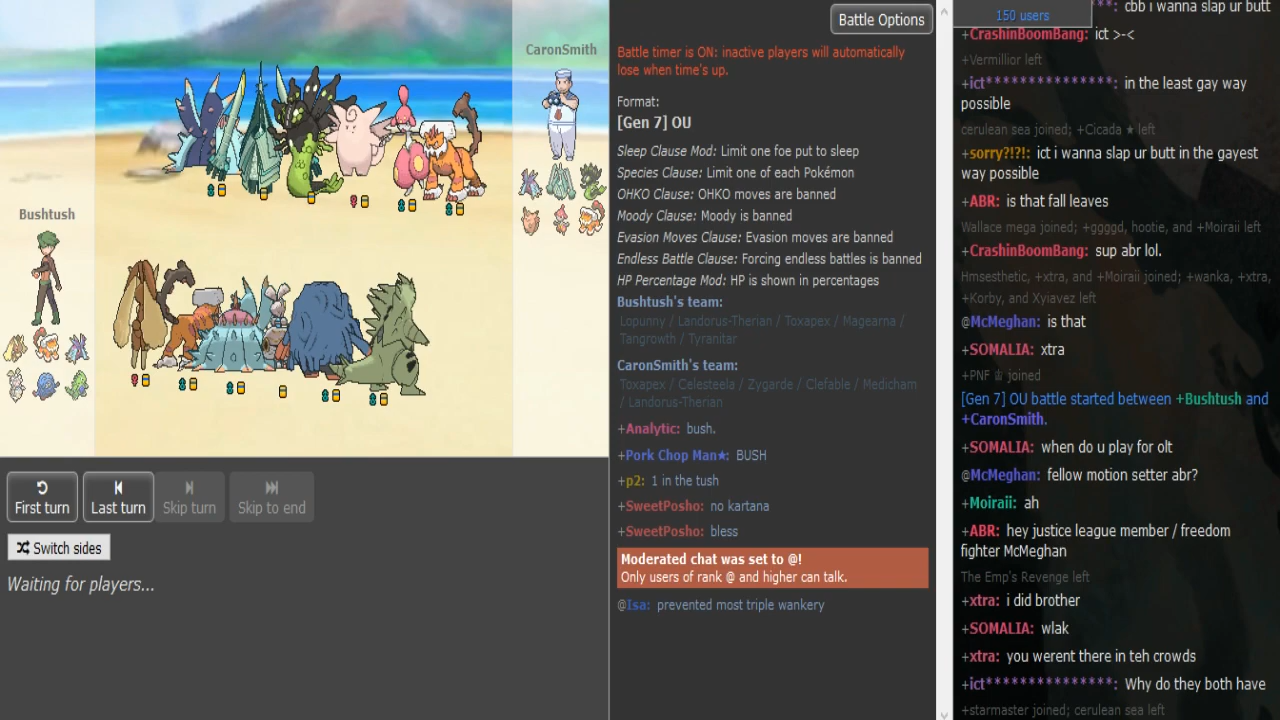 CaronSmith
Bushtush
First turn
Last turn
Skip turn
Skip to end
Switch sides
Waiting for players...
Battle Options
Battle timer is ON: inactive players will automatically
lose when time's up.
Format:
[Gen 7] OU
Sleep Clause Mod: Limit one foe put to sleep
Species Clause: Limit one of each Pokémon
OHKO Clause: OHKO moves are banned
Moody Clause: Moody is banned
Evasion Moves Clause: Evasion moves are banned
Endless Battle Clause: Forcing endless battles is banned
HP Percentage Mod: HP is shown in percentages
Bushtush's team:
Lopunny / Landorus-Therian / Toxapex / Magearna /
Tangrowth / Tyranitar
CaronSmith's team:
Toxapex / Celesteela / Zygarde / Clefable / Medicham
/ Landorus-Therian
+Analytic: bush.
+Pork Chop Man★: BUSH
+p2: 1 in the tush
+SweetPosho: no kartana
+SweetPosho: bless
Moderated chat was set to @!
Only users of rank @ and higher can talk.
@Isa: prevented most triple wankery
150 users
***: cbb i wanna slap ur butt
+CrashinBoomBang: ict >-<
+Vermillior left
+ict***************: in the least gay way
possible
cerulean sea joined; +Cicada ★ left
+sorry?!?!: ict i wanna slap ur butt in the gayest
way possible
+ABR: is that fall leaves
Wallace mega joined; +ggggd, hootie, and +Moiraii left
+CrashinBoomBang: sup abr lol.
Hmsesthetic, +xtra, and +Moiraii joined; +wanka, +xtra,
+Korby, and Xyiavez left
@McMeghan: is that
+SOMALIA: xtra
+PNF ♕ joined
[Gen 7] OU battle started between +Bushtush and
+CaronSmith.
+SOMALIA: when do u play for olt
@McMeghan: fellow motion setter abr?
+Moiraii: ah
+ABR: hey justice league member / freedom
fighter McMeghan
The Emp's Revenge left
+xtra: i did brother
+SOMALIA: wlak
+xtra: you werent there in teh crowds
+ict***************: Why do they both have
+starmaster joined; cerulean sea left